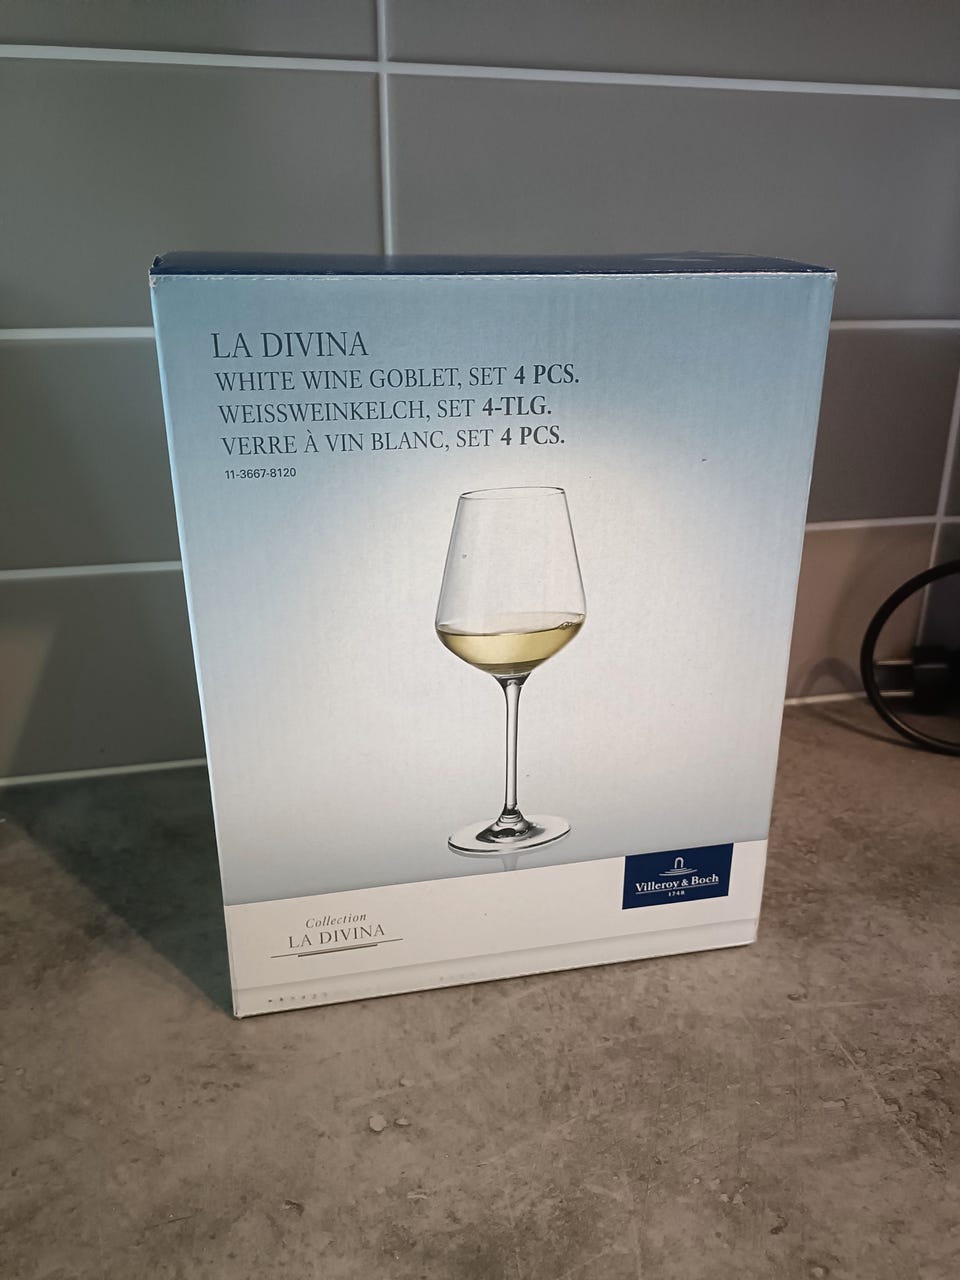 LA DIVINA
WHITE WINE GOBLET, SET 4 PCS.
WEISSWEINKELCH, SET 4-TLG.
VERRE À VIN BLANC, SET 4 PCS.
11-3667-8120
Villeroy & Boch
1748
Collection
LA DIVINA